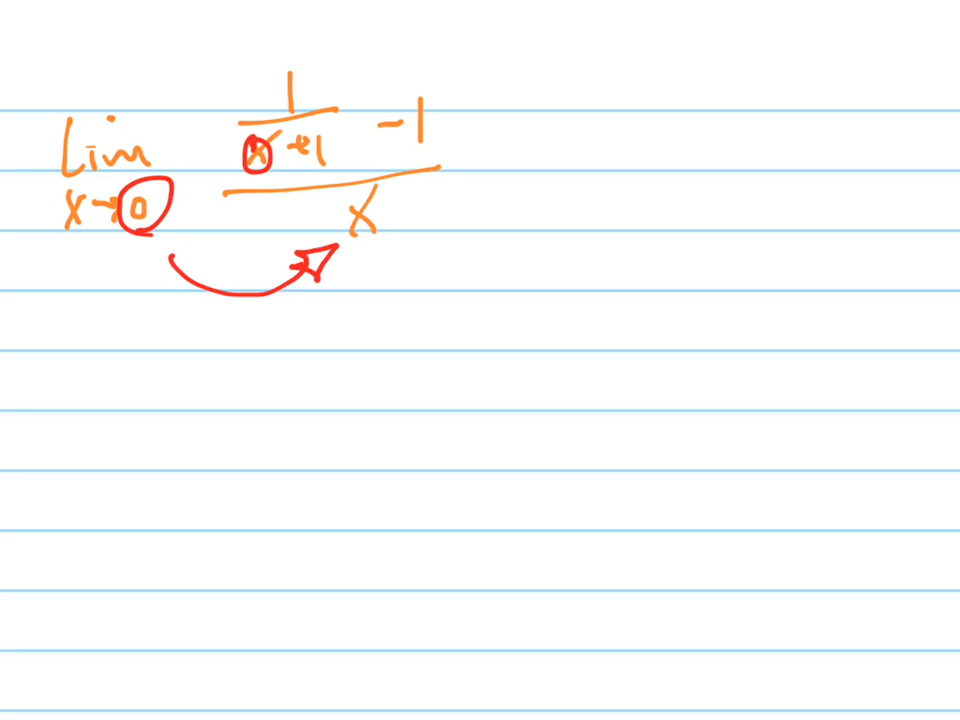 Lim x→0 (1/(x+1) - 1)/x